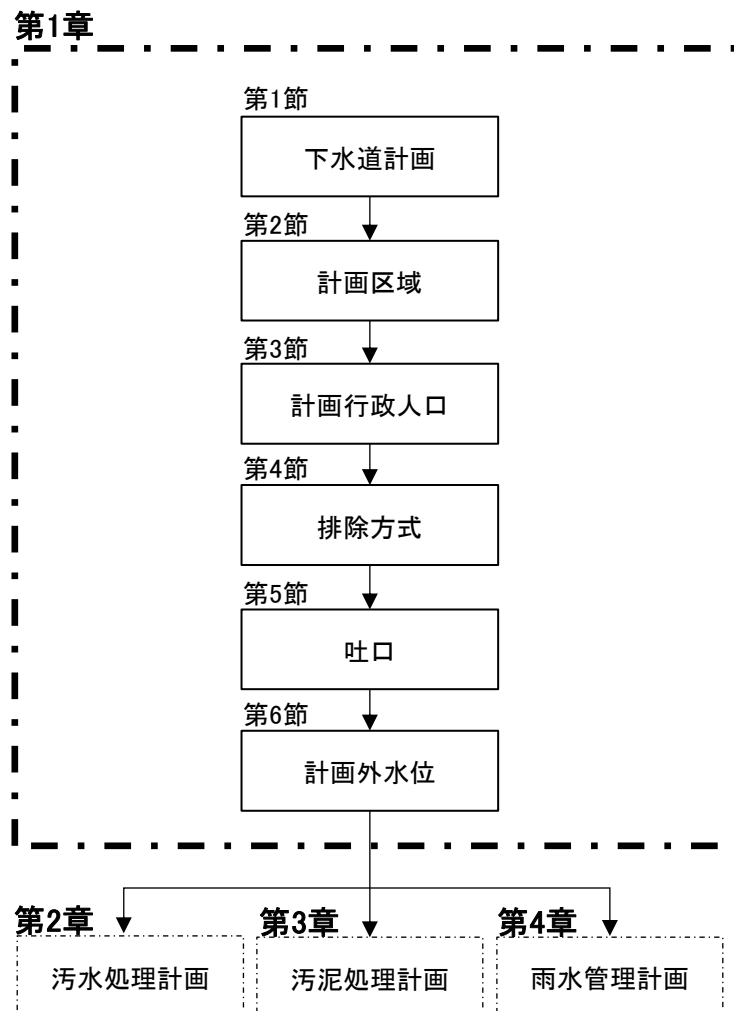 第1章
第1節
下水道計画
第2節
計画区域
第3節
計画行政人口
第4節
排除方式
第5節
吐口
第6節
計画外水位
第2章
汚水処理計画
第3章
汚泥処理計画
第4章
雨水管理計画